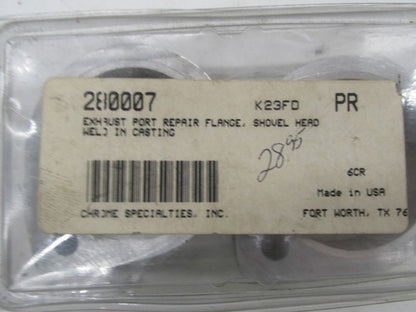 280007 K23FD PR
EXHAUST PORT REPAIR FLANGE, SHOVEL HEAD
WELD IN CASTING
28.95
6CR
Made in USA
CHROME SPECIALTIES, INC. FORT WORTH, TX 76